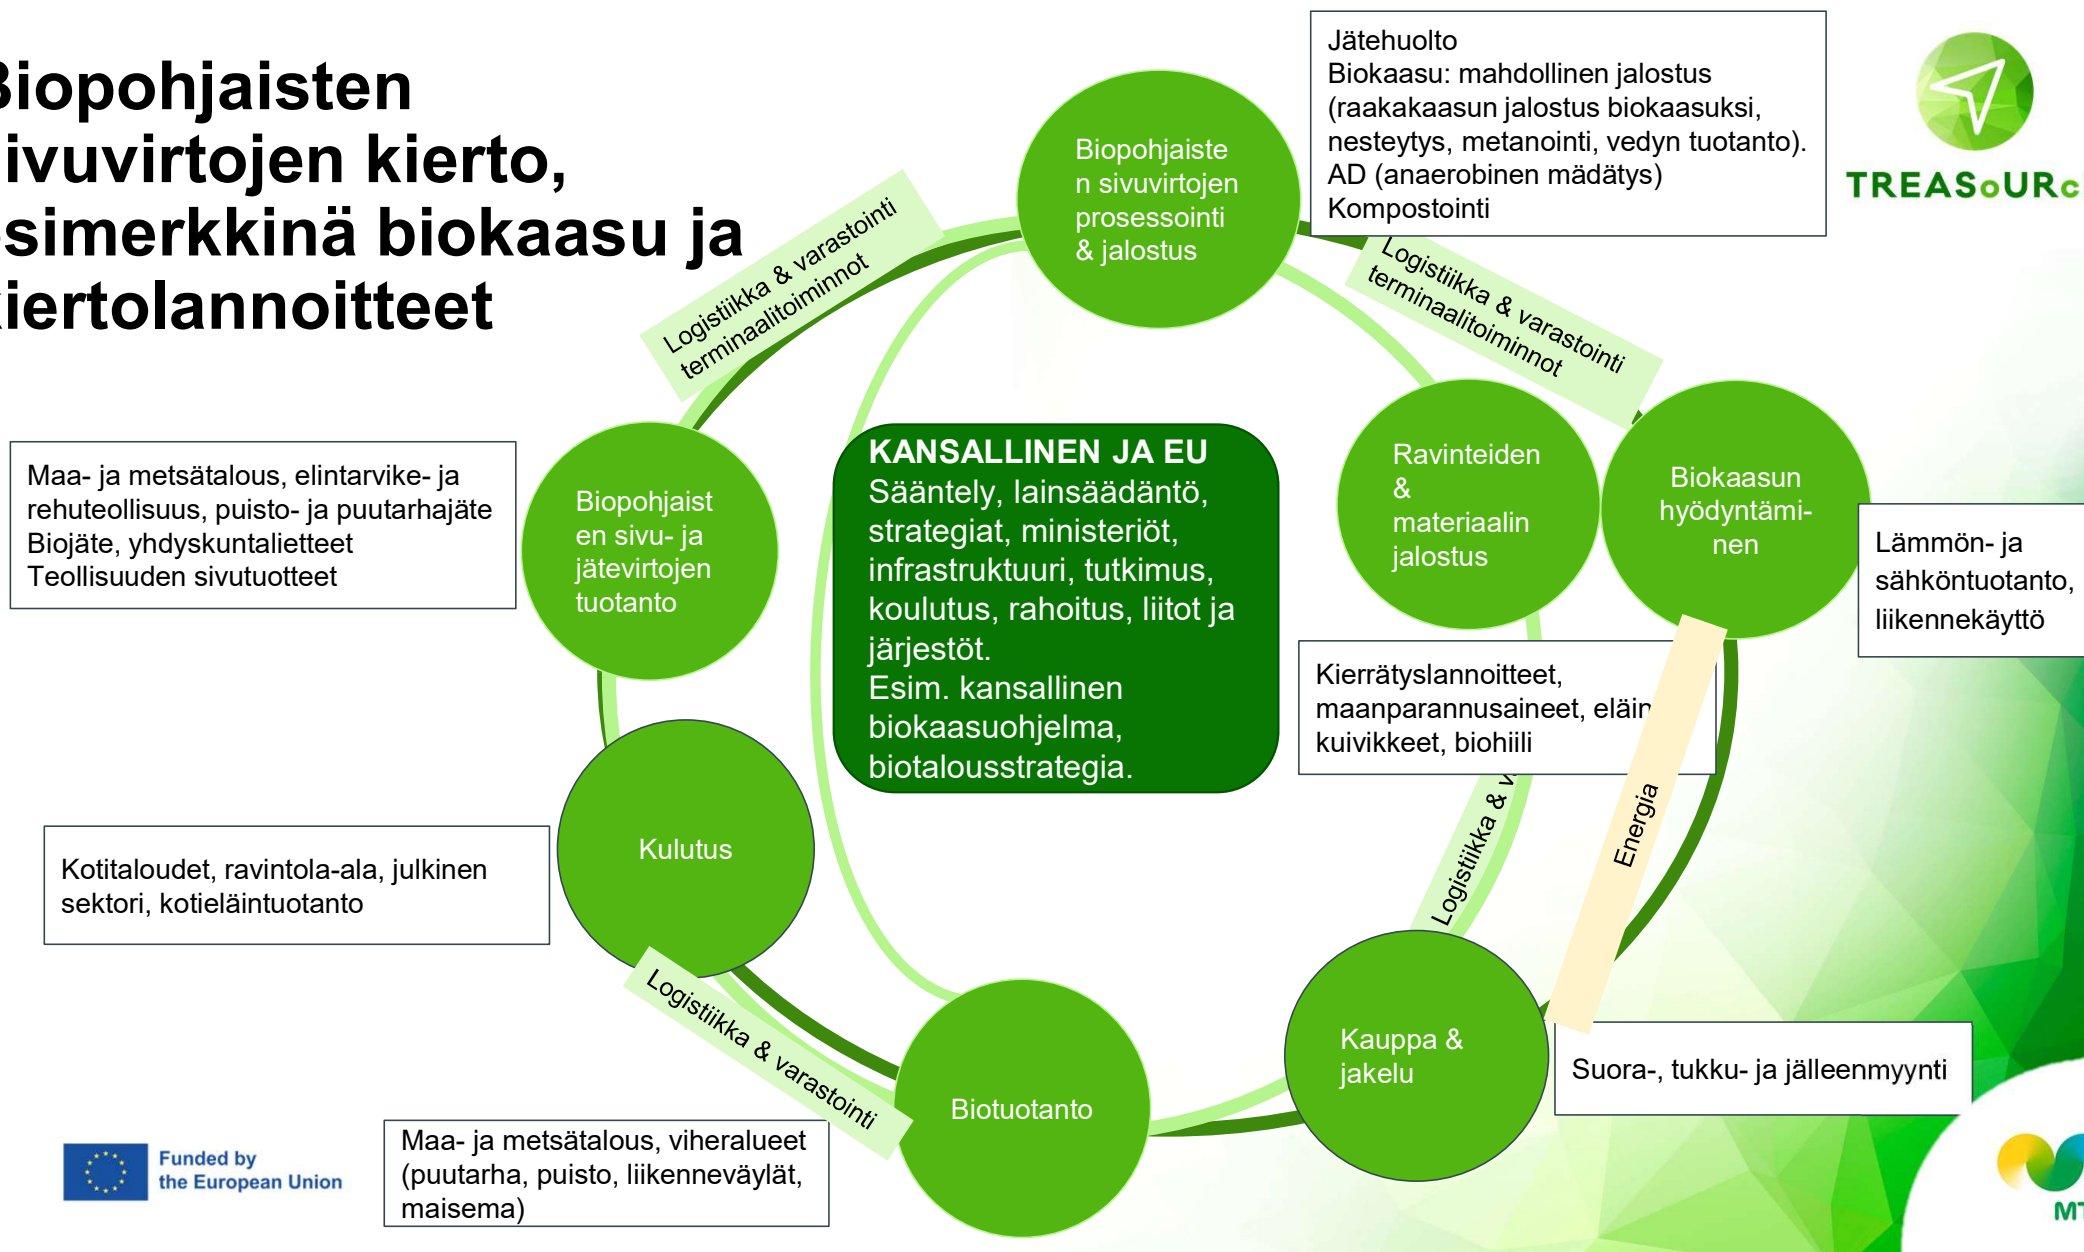 Biopohjaisten
ivuvirtojen kierto,
simerkkinä biokaasu ja
iertolannoitteet
Jätehuolto
Biokaasu: mahdollinen jalostus
(raakakaasun jalostus biokaasuksi,
nesteytys, metanointi, vedyn tuotanto).
AD (anaerobinen mädätys)
Kompostointi
TREASoURc
Biopohjaiste
n sivuvirtojen
prosessointi
& jalostus
Logistiikka & varastointi
terminaalitoiminnot
Logistiikka & varastointi
terminaalitoiminnot
Maa- ja metsätalous, elintarvike- ja
rehuteollisuus, puisto- ja puutarhajäte
Biojäte, yhdyskuntalietteet
Teollisuuden sivutuotteet
Biopohjaist
en sivu- ja
jätevirtojen
tuotanto
KANSALLINEN JA EU
Sääntely, lainsäädäntö,
strategiat, ministeriöt,
infrastruktuuri, tutkimus,
koulutus, rahoitus, liitot ja
järjestöt.
Esim. kansallinen
biokaasuohjelma,
biotalousstrategia.
Ravinteiden
&
materiaalin
jalostus
Biokaasun
hyödyntämi-
nen
Lämmön- ja
sähköntuotanto,
liikennekäyttö
Kierrätyslannoitteet,
maanparannusaineet, eläin
kuivikkeet, biohiili
Logistiikka & v
Energia
Kulutus
Kotitaloudet, ravintola-ala, julkinen
sektori, kotieläintuotanto
Logistiikka & varastointi
Kauppa &
jakelu
Suora-, tukku- ja jälleenmyynti
Biotuotanto
Maa- ja metsätalous, viheralueet
(puutarha, puisto, liikenneväylät,
maisema)
Funded by
the European Union
MT